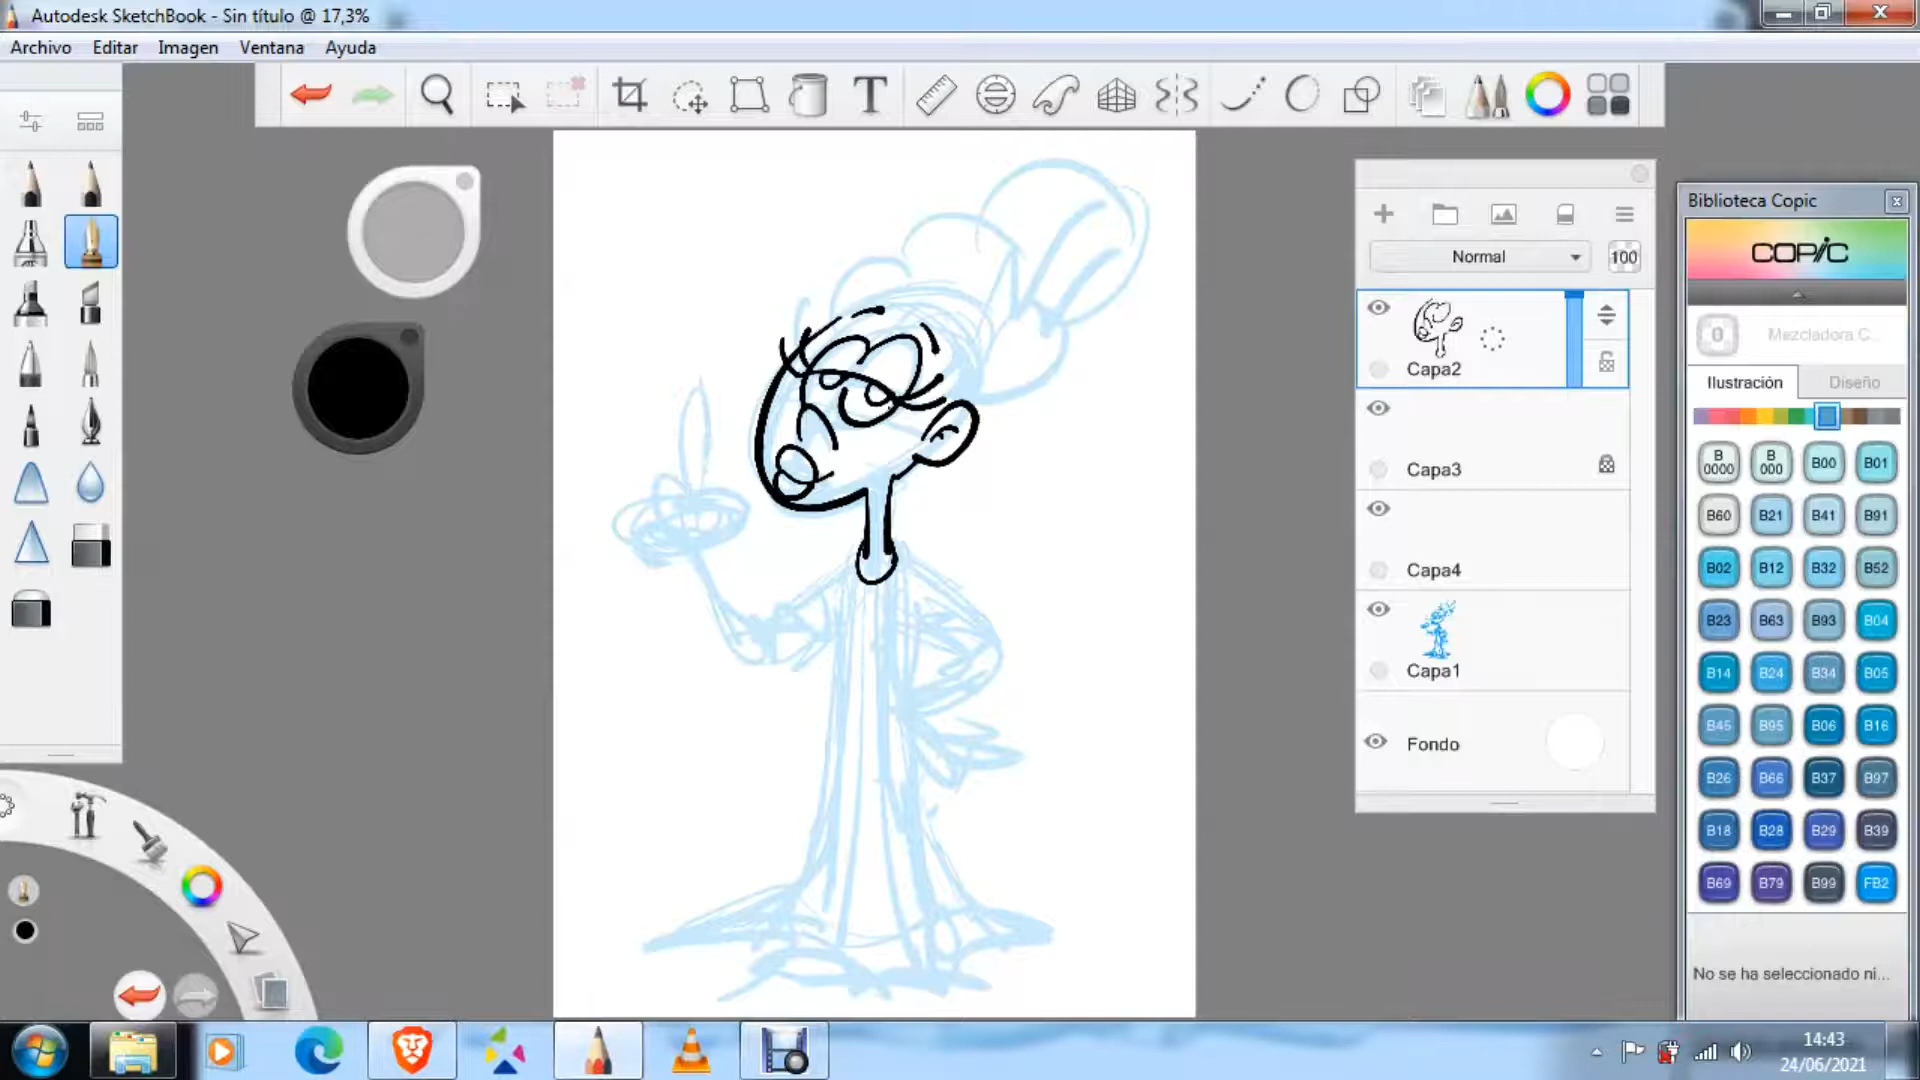 Autodesk SketchBook - Sin título @ 17,3%
Archivo Editar Imagen Ventana Ayuda
T
Normal 100
Capa2
Capa3
Capa4
Capa1
Fondo
Biblioteca Copic x
COPIC
0 Mezcladora C...
Ilustración Diseño
B 0000 B 000 B00 B01
B60 B21 B41 B91
B02 B12 B32 B52
B23 B63 B93 B04
B14 B24 B34 B05
B45 B95 B06 B16
B26 B66 B37 B97
B18 B28 B29 B39
B69 B79 B99 FB2
No se ha seleccionado ni...
14:43
24/06/2021